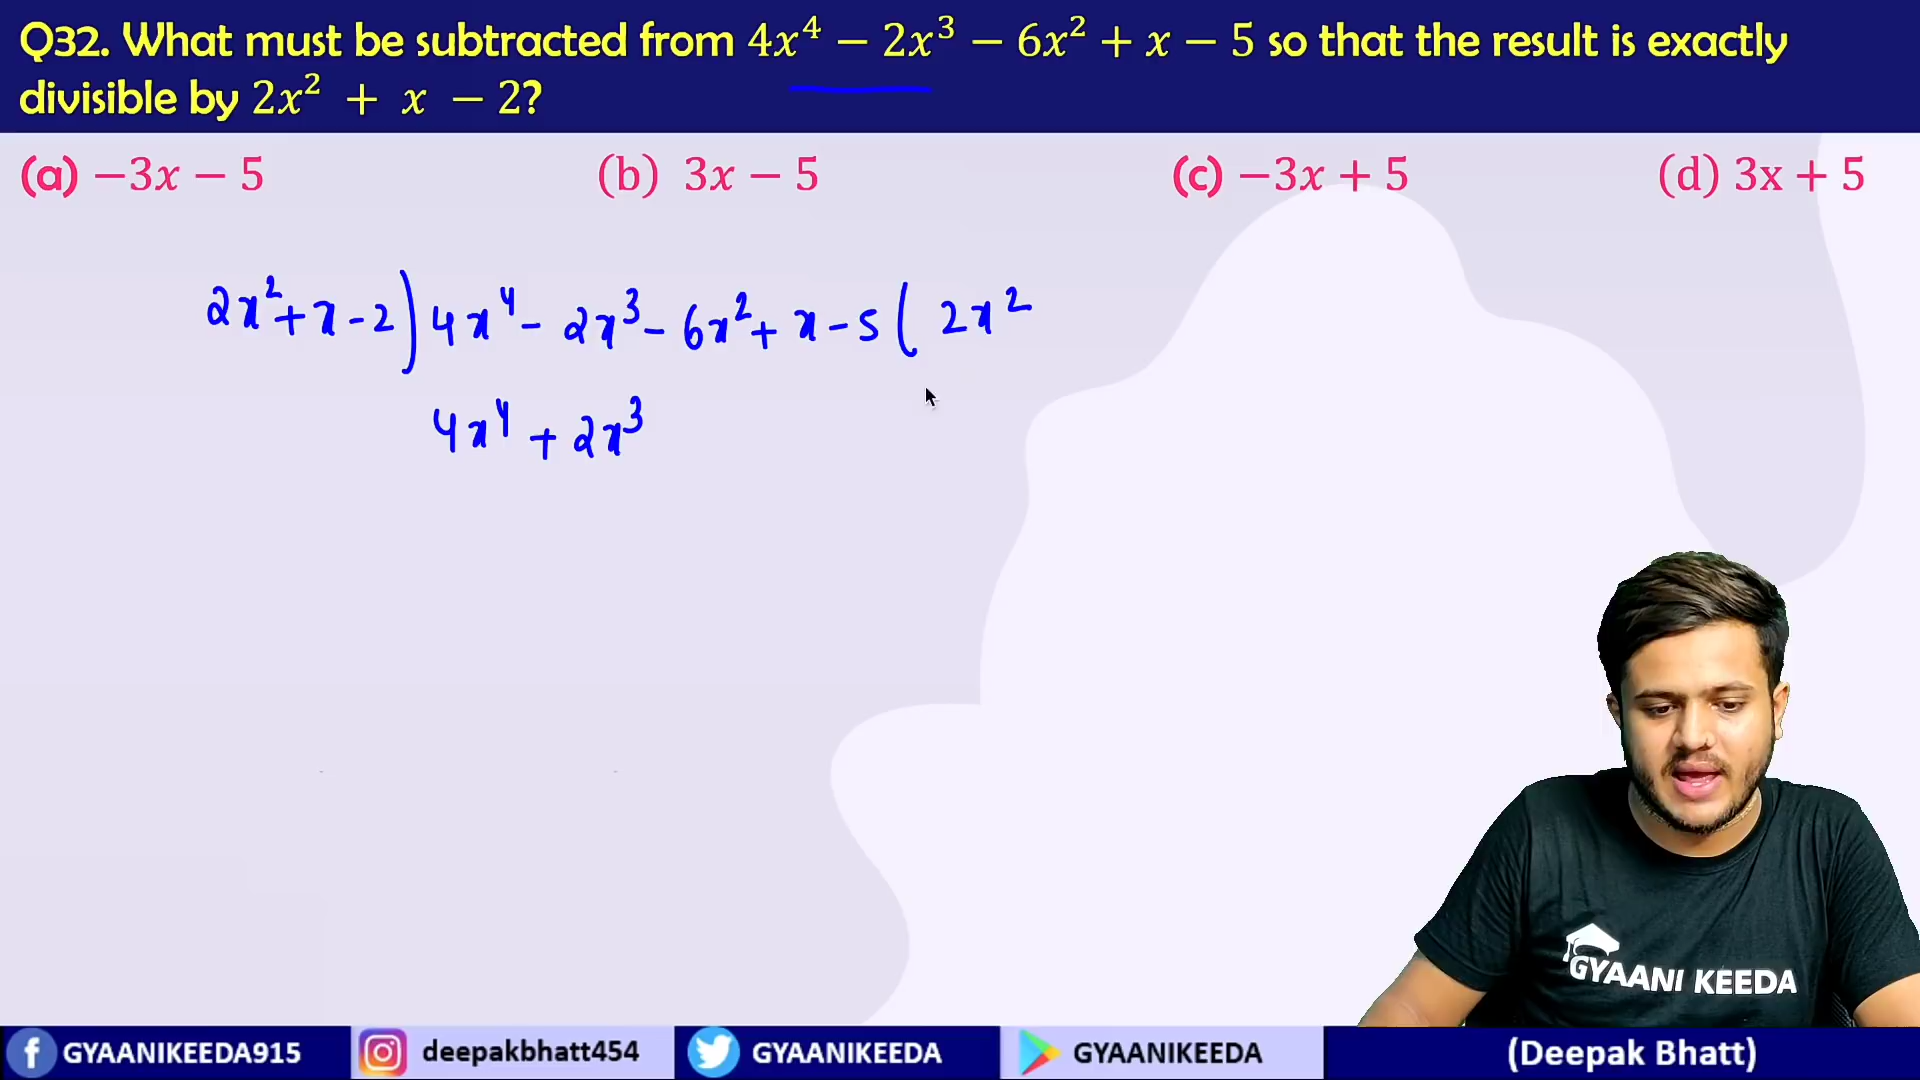 Q32. What must be subtracted from 4x⁴ − 2x³ − 6x² + x − 5 so that the result is exactly
divisible by 2x² + x − 2?
(a) −3x − 5 (b) 3x − 5 (c) −3x + 5 (d) 3x + 5
2x²+x-2)4x⁴- 2x³- 6x²+ x-5(2x²
4x⁴ + 2x³
GYAANI KEEDA
GYAANIKEEDA915 deepakbhatt454 GYAANIKEEDA GYAANIKEEDA (Deepak Bhatt)